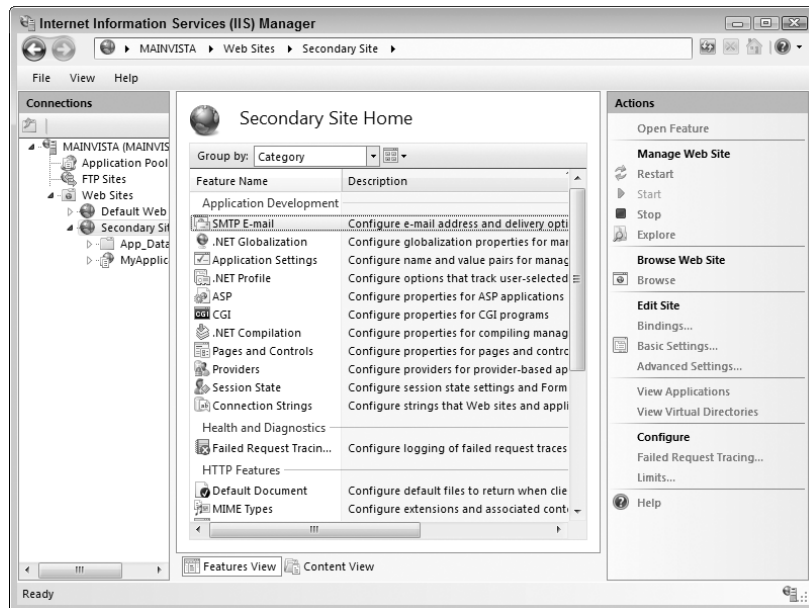 Internet Information Services (IIS) Manager
MAINVISTA Web Sites Secondary Site
File View Help
Connections
MAINVISTA (MAINVIS
Application Pool
FTP Sites
Web Sites
Default Web
Secondary Sit
App_Data
MyApplic
Secondary Site Home
Group by: Category
Feature Name Description
Application Development
SMTP E-mail Configure e-mail address and delivery opti
.NET Globalization Configure globalization properties for mar
Application Settings Configure name and value pairs for manag
.NET Profile Configure options that track user-selected
ASP Configure properties for ASP applications
CGI CGI Configure properties for CGI programs
.NET Compilation Configure properties for compiling manag
Pages and Controls Configure properties for pages and contro
Providers Configure providers for provider-based ap
Session State Configure session state settings and Form
Connection Strings Configure strings that Web sites and appli
Health and Diagnostics
Failed Request Tracin... Configure logging of failed request traces
HTTP Features
Default Document Configure default files to return when clie
MIME Types Configure extensions and associated cont
Features View Content View
Actions
Open Feature
Manage Web Site
Restart
Start
Stop
Explore
Browse Web Site
Browse
Edit Site
Bindings...
Basic Settings...
Advanced Settings...
View Applications
View Virtual Directories
Configure
Failed Request Tracing...
Limits...
Help
Ready